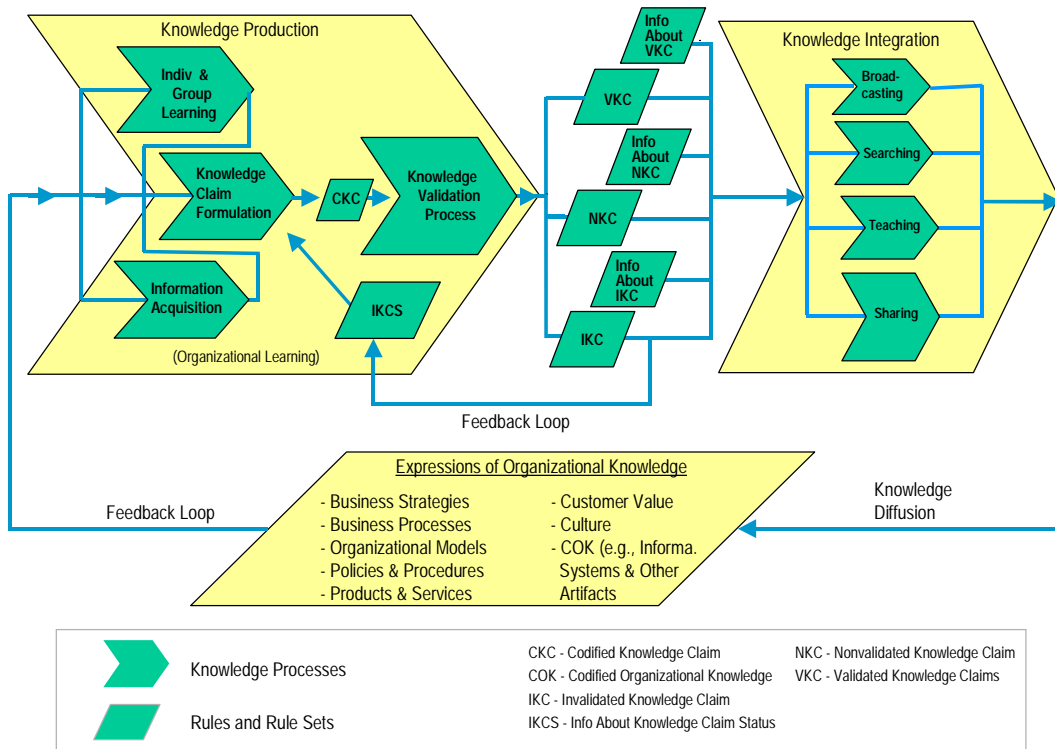 Knowledge Production
Indiv &
Group
Learning
Knowledge
Claim
Formulation
Information
Acquisition
(Organizational Learning)
CKC
IKCS
Knowledge
Validation
Process
Info
About
VKC
VKC
Info
About
NKC
NKC
Info
About
IKC
IKC
Knowledge Integration
Broad-
casting
Searching
Teaching
Sharing
Feedback Loop
Feedback Loop
Expressions of Organizational Knowledge
- Business Strategies
- Business Processes
- Organizational Models
- Policies & Procedures
- Products & Services
- Customer Value
- Culture
- COK (e.g., Informa.
Systems & Other
Artifacts
Knowledge
Diffusion
Knowledge Processes
Rules and Rule Sets
CKC - Codified Knowledge Claim
COK - Codified Organizational Knowledge
IKC - Invalidated Knowledge Claim
IKCS - Info About Knowledge Claim Status
NKC - Nonvalidated Knowledge Claim
VKC - Validated Knowledge Claims